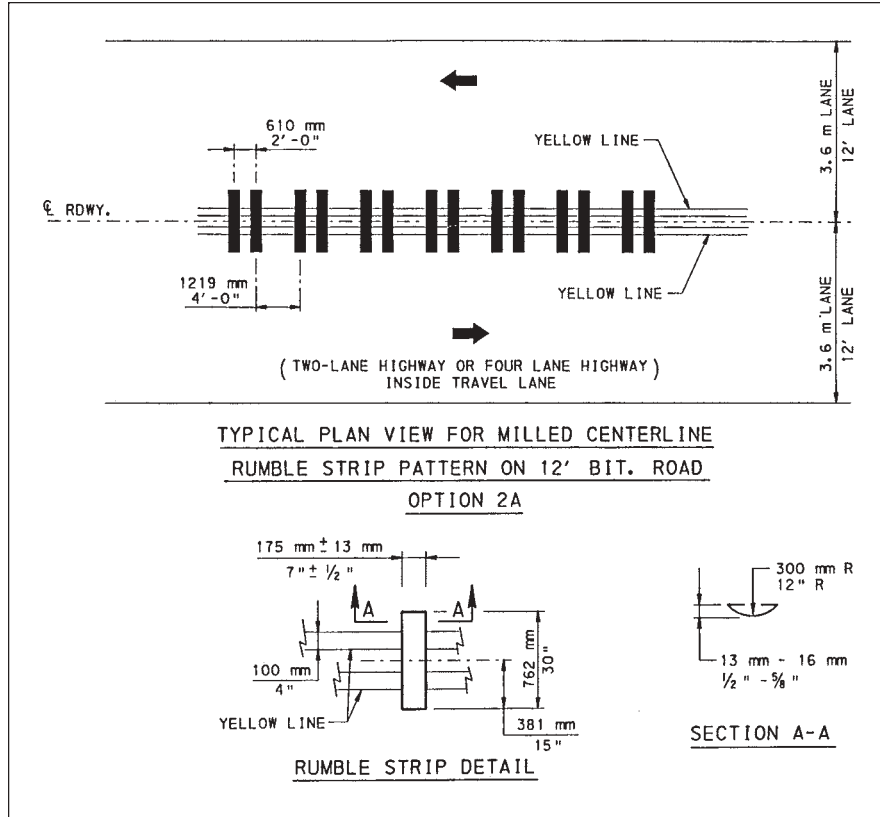 610 mm
2'-0"
YELLOW LINE
3.6 m LANE
12' LANE
℄ RDWY.
1219 mm
4'-0"
YELLOW LINE
3.6 m LANE
12' LANE
( TWO-LANE HIGHWAY OR FOUR LANE HIGHWAY )
INSIDE TRAVEL LANE
TYPICAL PLAN VIEW FOR MILLED CENTERLINE
RUMBLE STRIP PATTERN ON 12' BIT. ROAD
OPTION 2A
175 mm ± 13 mm
7" ± ½ "
A A
100 mm
4"
YELLOW LINE
762 mm
30"
381 mm
15"
RUMBLE STRIP DETAIL
300 mm R
12" R
13 mm - 16 mm
½ " - ⅝ "
SECTION A-A